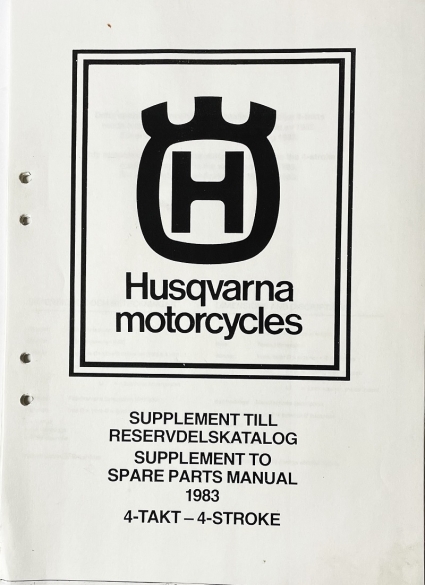 H
Husqvarna
motorcycles
SUPPLEMENT TILL
RESERVDELSKATALOG
SUPPLEMENT TO
SPARE PARTS MANUAL
1983
4-TAKT – 4-STROKE